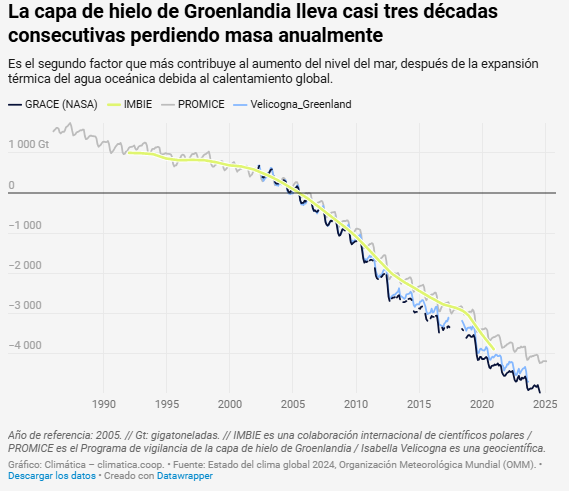 La capa de hielo de Groenlandia lleva casi tres décadas
consecutivas perdiendo masa anualmente
Es el segundo factor que más contribuye al aumento del nivel del mar, después de la expansión
térmica del agua oceánica debida al calentamiento global.
GRACE (NASA) IMBIE PROMICE Velicogna_Greenland
1 000 Gt
0
−1 000
−2 000
−3 000
−4 000
1990 1995 2000 2005 2010 2015 2020 2025
Año de referencia: 2005. // Gt: gigatoneladas. // IMBIE es una colaboración internacional de científicos polares /
PROMICE es el Programa de vigilancia de la capa de hielo de Groenlandia / Isabella Velicogna es una geocientífica.
Gráfico: Climática – climatica.coop. • Fuente: Estado del clima global 2024, Organización Meteorológica Mundial (OMM). •
Descargar los datos • Creado con Datawrapper